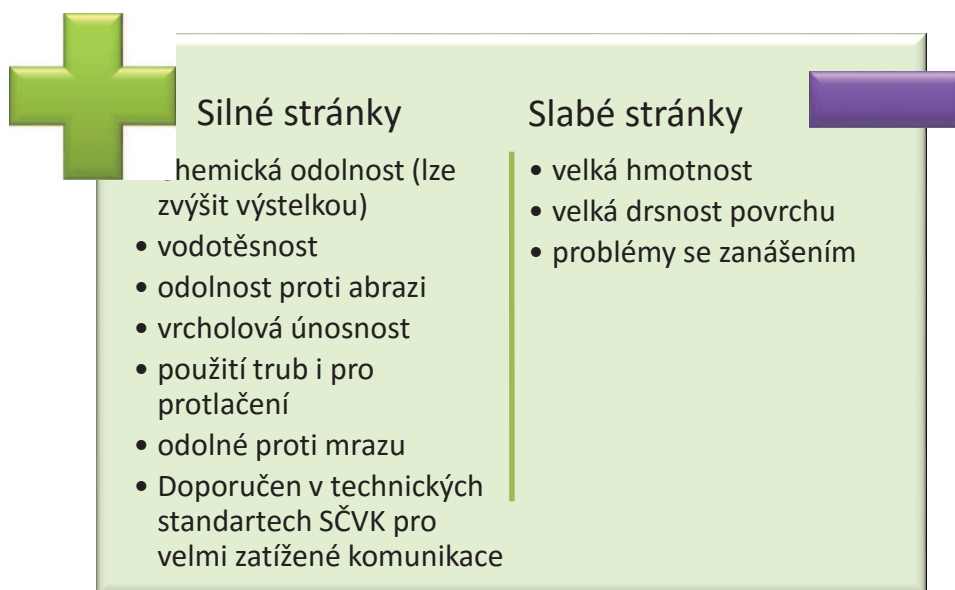 Silné stránky
chemická odolnost (lze
zvýšit výstelkou)
• vodotěsnost
• odolnost proti abrazi
• vrcholová únosnost
• použití trub i pro
protlačení
• odolné proti mrazu
• Doporučen v technických
standartech SČVK pro
velmi zatížené komunikace
Slabé stránky
• velká hmotnost
• velká drsnost povrchu
• problémy se zanášením